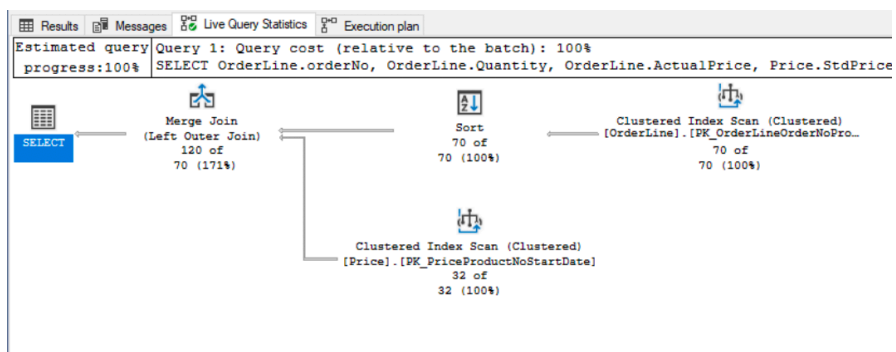 Results Messages Live Query Statistics Execution plan
Estimated query
progress:100%
Query 1: Query cost (relative to the batch): 100%
SELECT OrderLine.orderNo, OrderLine.Quantity, OrderLine.ActualPrice, Price.StdPrice
SELECT
Merge Join
(Left Outer Join)
120 of
70 (171%)
Sort
70 of
70 (100%)
Clustered Index Scan (Clustered)
[OrderLine].[PK_OrderLineOrderNoPro…
70 of
70 (100%)
Clustered Index Scan (Clustered)
[Price].[PK_PriceProductNoStartDate]
32 of
32 (100%)